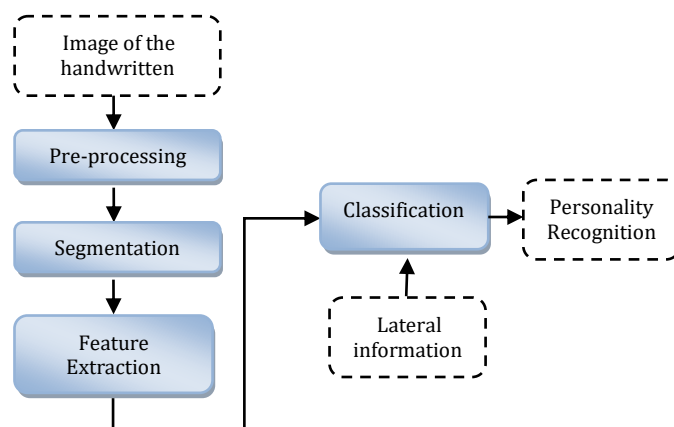 Image of the
handwritten
Pre-processing
Segmentation
Feature
Extraction
Classification
Lateral
information
Personality
Recognition